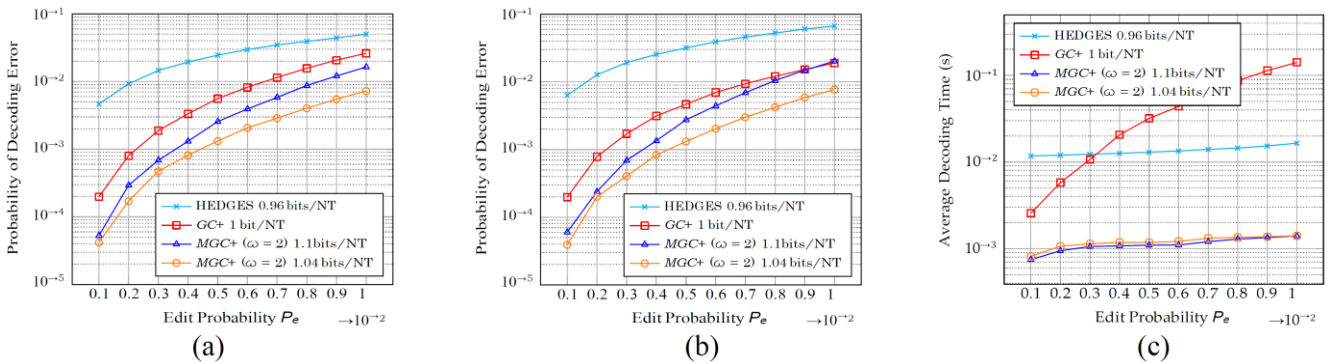 10⁻¹
10⁻²
10⁻³
10⁻⁴
10⁻⁵
Probability of Decoding Error
HEDGES 0.96 bits/NT
GC+ 1 bit/NT
MGC+ (ω = 2) 1.1bits/NT
MGC+ (ω = 2) 1.04 bits/NT
0.1 0.2 0.3 0.4 0.5 0.6 0.7 0.8 0.9 1
Edit Probability Pₑ →10⁻²
(a)
10⁻¹
10⁻²
10⁻³
10⁻⁴
10⁻⁵
Probability of Decoding Error
HEDGES 0.96 bits/NT
GC+ 1 bit/NT
MGC+ (ω = 2) 1.1bits/NT
MGC+ (ω = 2) 1.04 bits/NT
0.1 0.2 0.3 0.4 0.5 0.6 0.7 0.8 0.9 1
Edit Probability Pₑ →10⁻²
(b)
HEDGES 0.96 bits/NT
GC+ 1 bit/NT
MGC+ (ω = 2) 1.1bits/NT
MGC+ (ω = 2) 1.04 bits/NT
10⁻¹
10⁻²
10⁻³
Average Decoding Time (s)
0.1 0.2 0.3 0.4 0.5 0.6 0.7 0.8 0.9 1
Edit Probability Pₑ →10⁻²
(c)